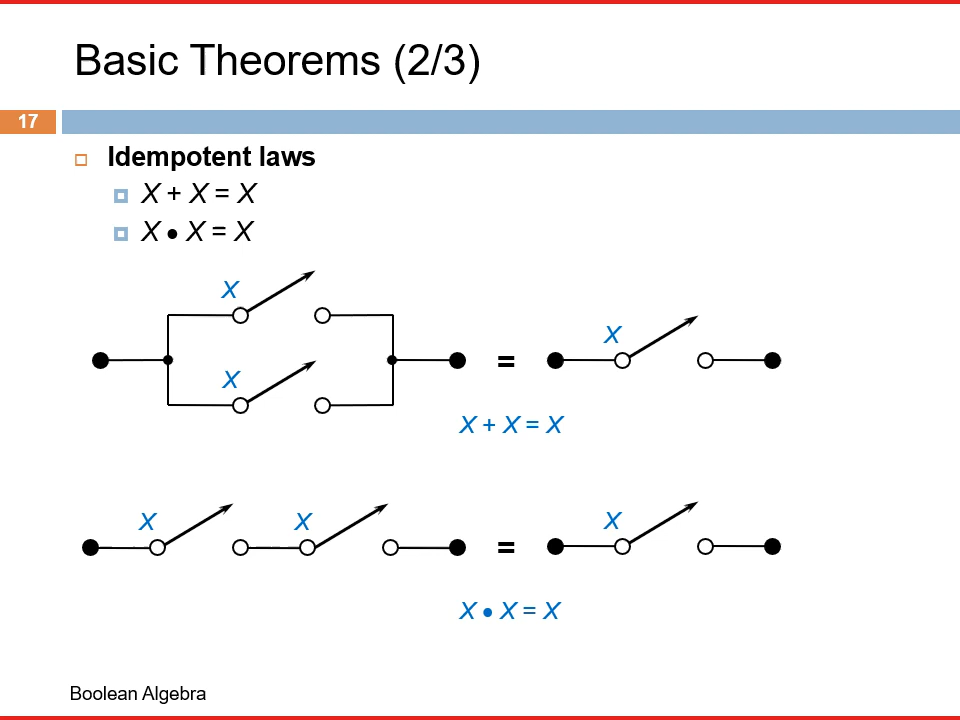 Basic Theorems (2/3)
17
Idempotent laws
X + X = X
X • X = X
X
X
X
=
X + X = X
X
X
X
=
X • X = X
Boolean Algebra